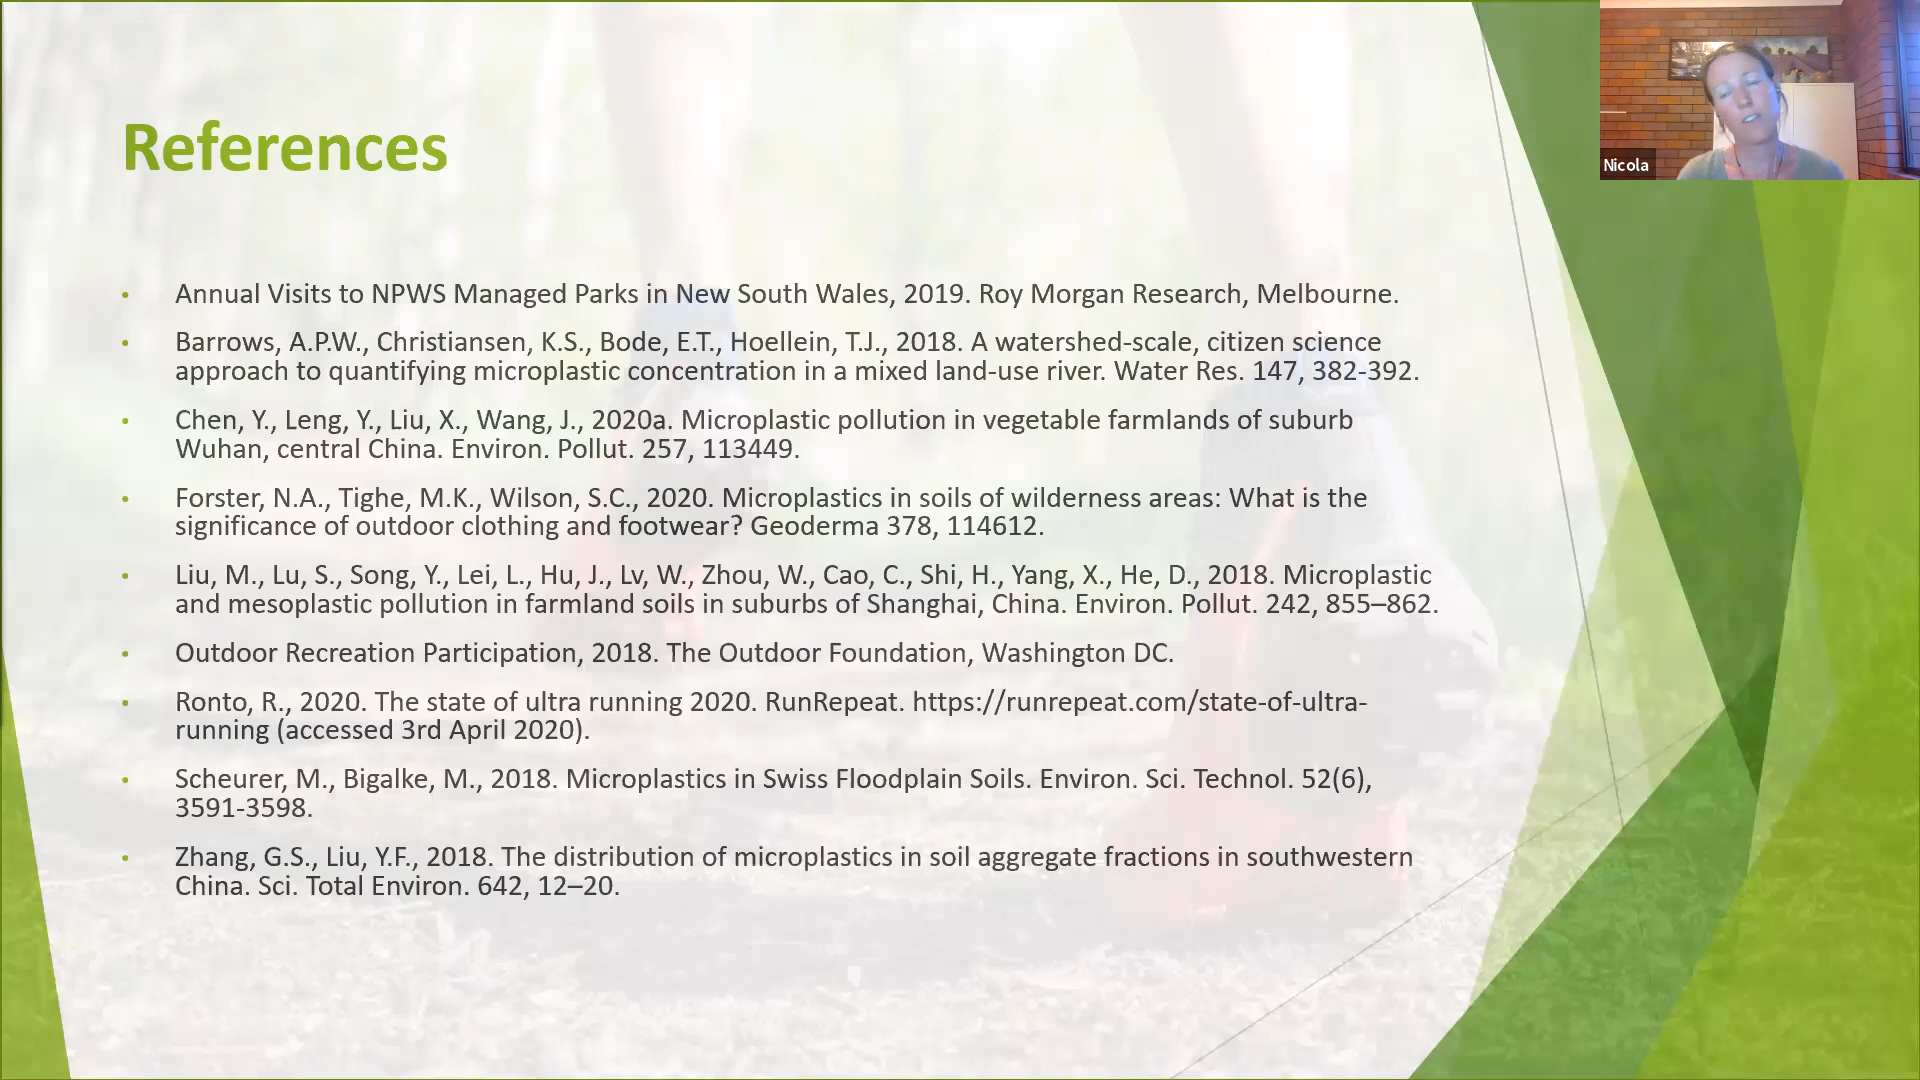 References
Nicola
• Annual Visits to NPWS Managed Parks in New South Wales, 2019. Roy Morgan Research, Melbourne.
• Barrows, A.P.W., Christiansen, K.S., Bode, E.T., Hoellein, T.J., 2018. A watershed-scale, citizen science
approach to quantifying microplastic concentration in a mixed land-use river. Water Res. 147, 382-392.
• Chen, Y., Leng, Y., Liu, X., Wang, J., 2020a. Microplastic pollution in vegetable farmlands of suburb
Wuhan, central China. Environ. Pollut. 257, 113449.
• Forster, N.A., Tighe, M.K., Wilson, S.C., 2020. Microplastics in soils of wilderness areas: What is the
significance of outdoor clothing and footwear? Geoderma 378, 114612.
• Liu, M., Lu, S., Song, Y., Lei, L., Hu, J., Lv, W., Zhou, W., Cao, C., Shi, H., Yang, X., He, D., 2018. Microplastic
and mesoplastic pollution in farmland soils in suburbs of Shanghai, China. Environ. Pollut. 242, 855–862.
• Outdoor Recreation Participation, 2018. The Outdoor Foundation, Washington DC.
• Ronto, R., 2020. The state of ultra running 2020. RunRepeat. https://runrepeat.com/state-of-ultra-
running (accessed 3rd April 2020).
• Scheurer, M., Bigalke, M., 2018. Microplastics in Swiss Floodplain Soils. Environ. Sci. Technol. 52(6),
3591-3598.
• Zhang, G.S., Liu, Y.F., 2018. The distribution of microplastics in soil aggregate fractions in southwestern
China. Sci. Total Environ. 642, 12–20.